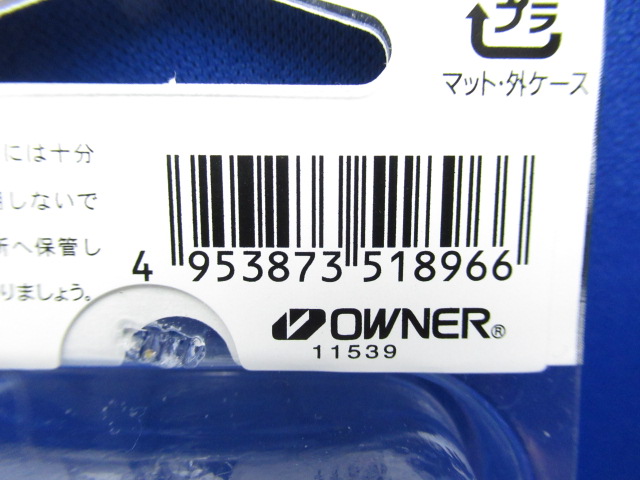 プラ
マット・外ケース
には十分
しないで
所へ保管し
りましょう。
4 953873 518966
OWNER®
11539